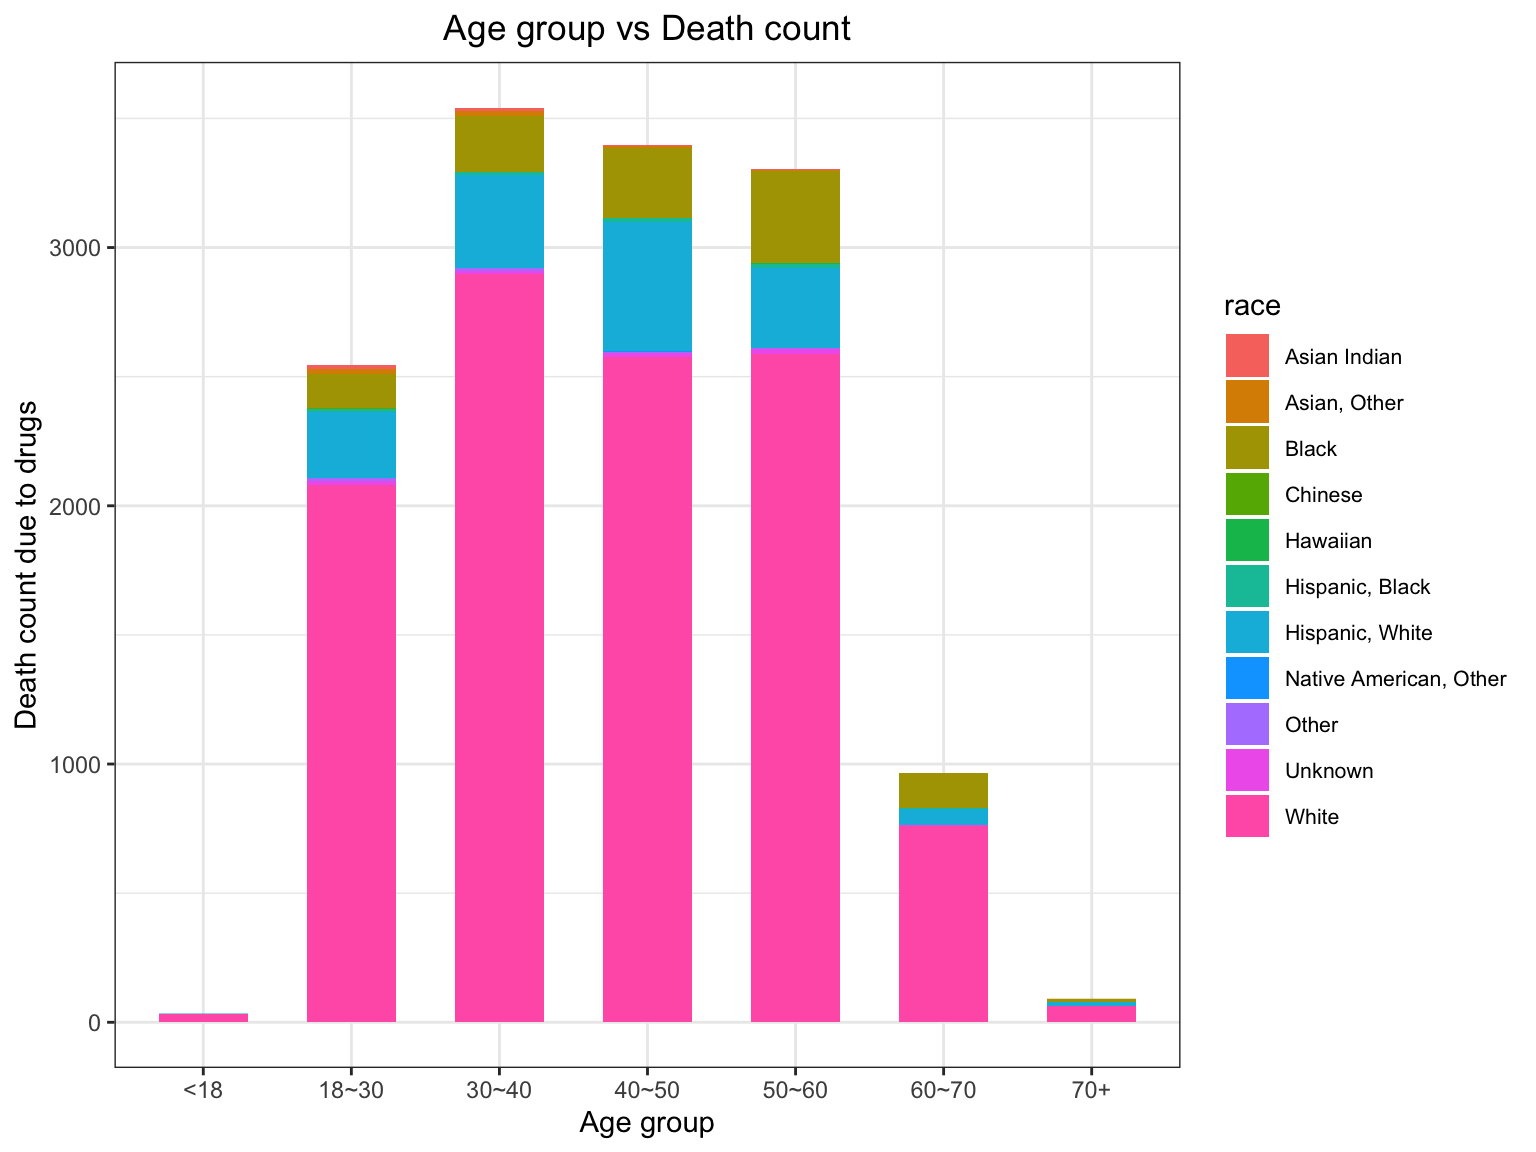 Age group vs Death count
Death count due to drugs
3000
2000
1000
0
<18
18~30
30~40
40~50
50~60
60~70
70+
Age group
race
Asian Indian
Asian, Other
Black
Chinese
Hawaiian
Hispanic, Black
Hispanic, White
Native American, Other
Other
Unknown
White